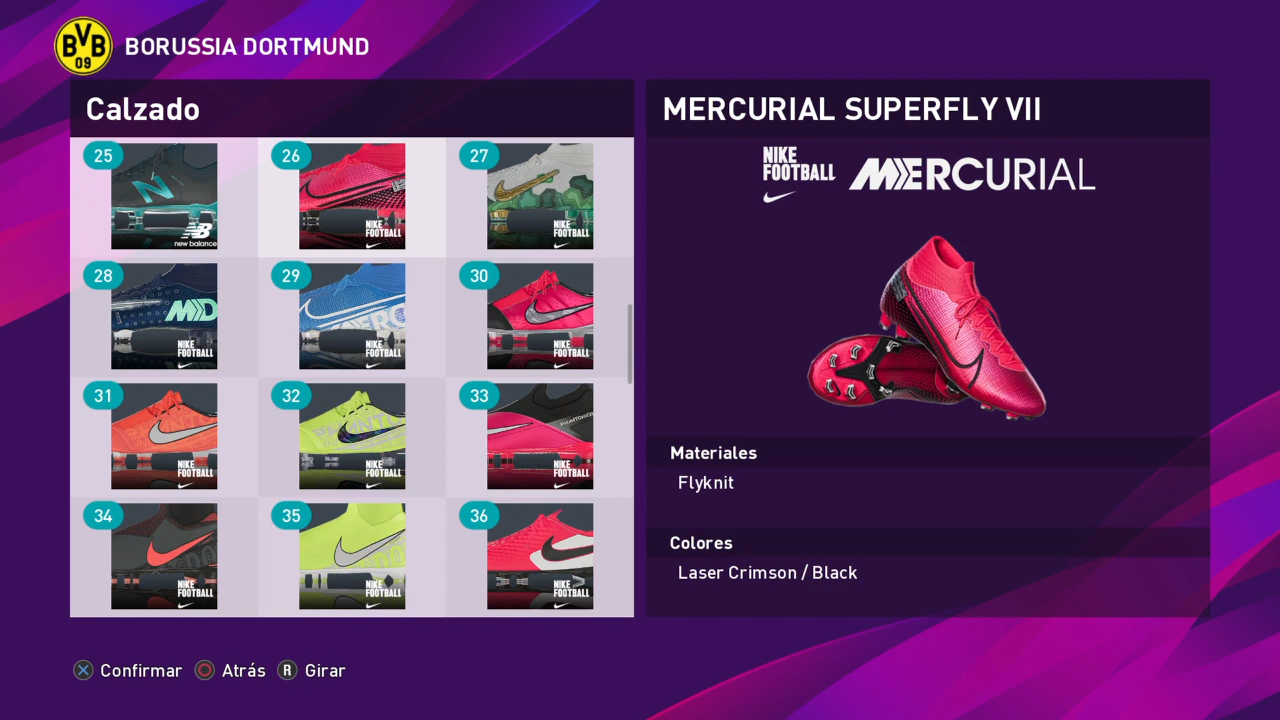 BVB
09
BORUSSIA DORTMUND
Calzado
25
new balance
26
NIKE
FOOTBALL
27
NIKE
FOOTBALL
28
NIKE
FOOTBALL
29
NIKE
FOOTBALL
30
NIKE
FOOTBALL
31
NIKE
FOOTBALL
32
NIKE
FOOTBALL
33
NIKE
FOOTBALL
34
NIKE
FOOTBALL
35
NIKE
FOOTBALL
36
NIKE
FOOTBALL
MERCURIAL SUPERFLY VII
NIKE
FOOTBALL
MERCURIAL
Materiales
Flyknit
Colores
Laser Crimson / Black
Confirmar Atrás R Girar